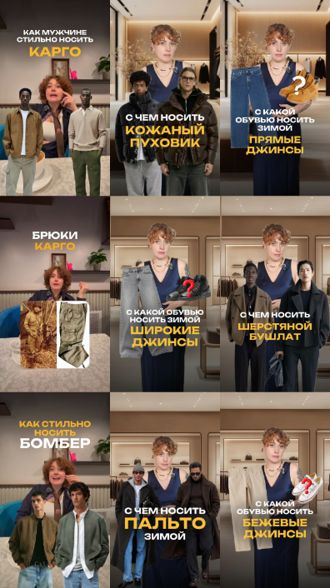 КАК МУЖЧИНЕ
СТИЛЬНО НОСИТЬ
КАРГО
С ЧЕМ НОСИТЬ
КОЖАНЫЙ
ПУХОВИК
?
С КАКОЙ
ОБУВЬЮ НОСИТЬ
ЗИМОЙ
ПРЯМЫЕ
ДЖИНСЫ
БРЮКИ
КАРГО
?
С КАКОЙ ОБУВЬЮ
НОСИТЬ ЗИМОЙ
ШИРОКИЕ
ДЖИНСЫ
С ЧЕМ НОСИТЬ
ШЕРСТЯНОЙ
БУШЛАТ
КАК СТИЛЬНО
НОСИТЬ
БОМБЕР
С ЧЕМ НОСИТЬ
ПАЛЬТО
ЗИМОЙ
С КАКОЙ
ОБУВЬЮ НОСИТЬ
БЕЖЕВЫЕ
ДЖИНСЫ